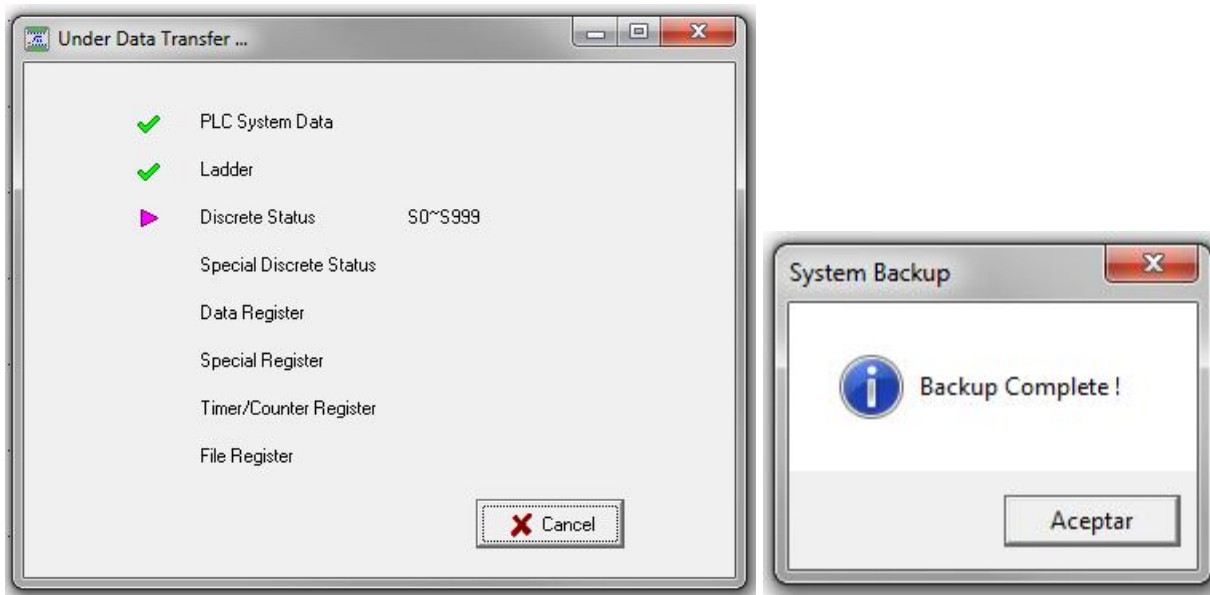 Under Data Transfer ...
PLC System Data
Ladder
Discrete Status S0~S999
Special Discrete Status
Data Register
Special Register
Timer/Counter Register
File Register
Cancel
System Backup
Backup Complete !
Aceptar